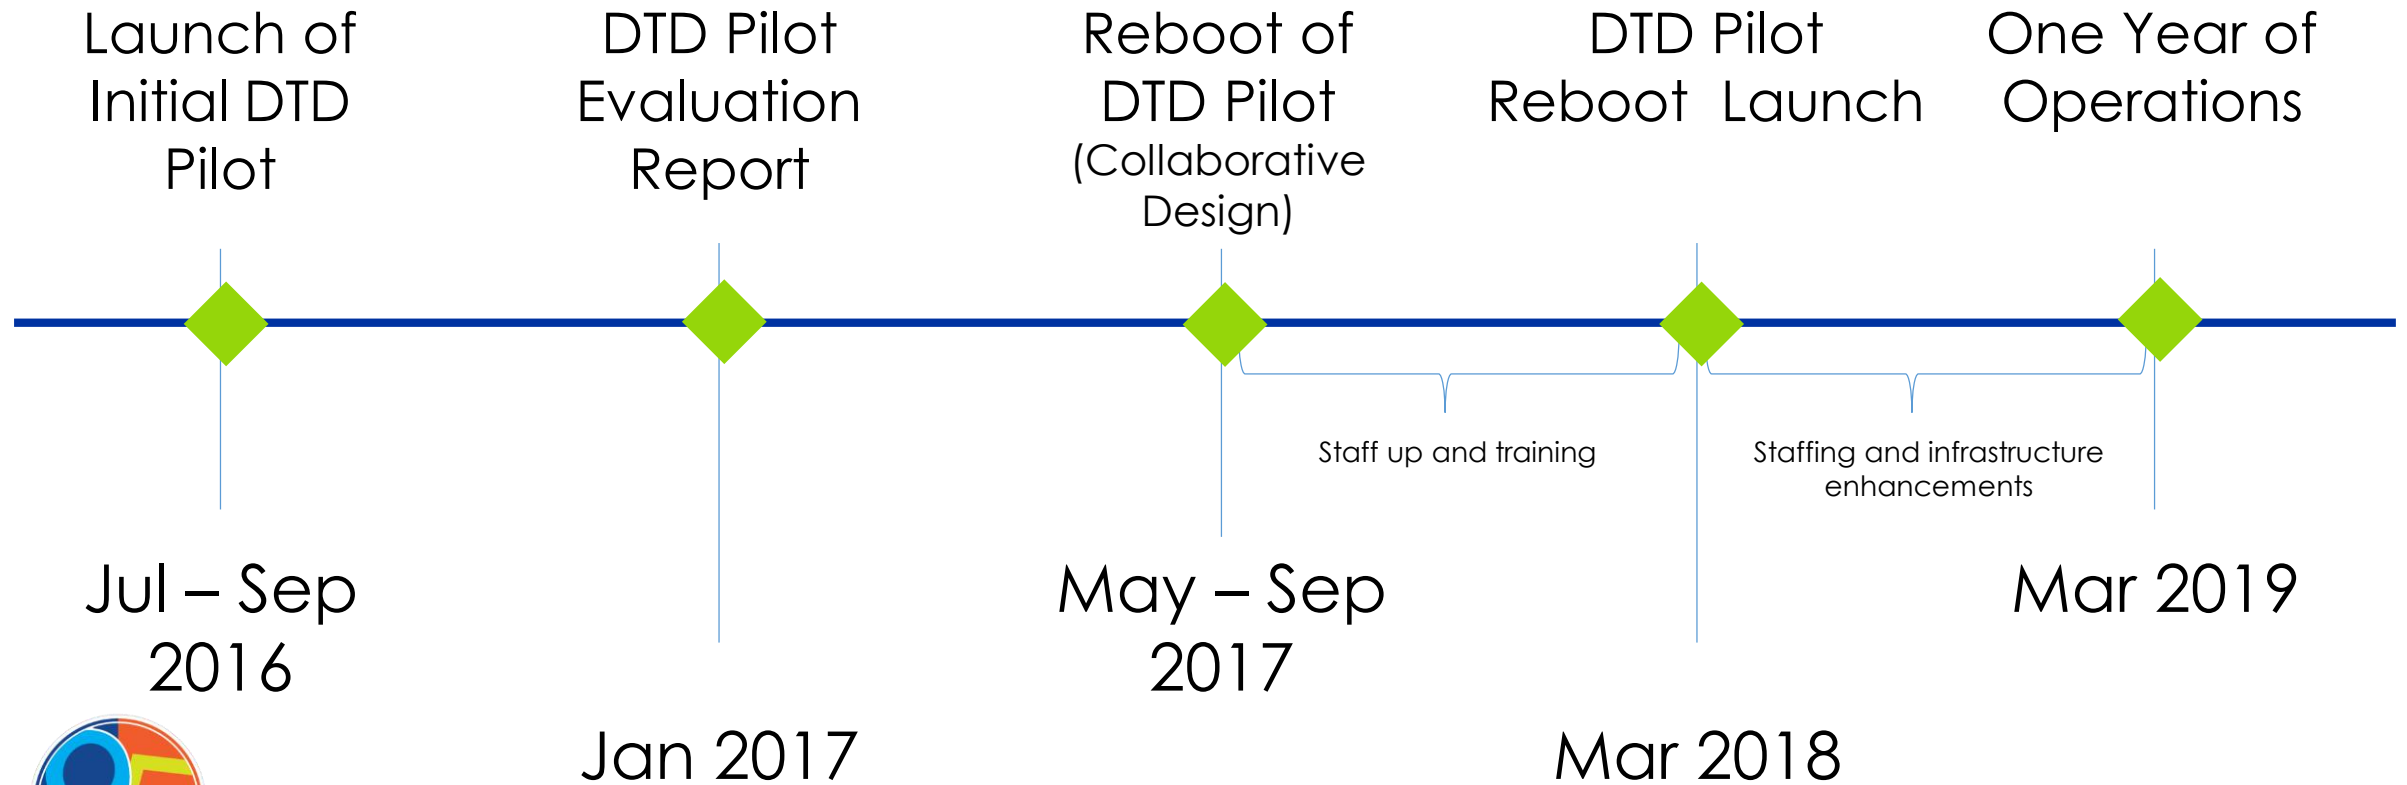 Launch of
Initial DTD
Pilot
DTD Pilot
Evaluation
Report
Reboot of
DTD Pilot
(Collaborative
Design)
DTD Pilot
Reboot Launch
One Year of
Operations
Staff up and training
Staffing and infrastructure
enhancements
Jul – Sep
2016
Jan 2017
May – Sep
2017
Mar 2018
Mar 2019